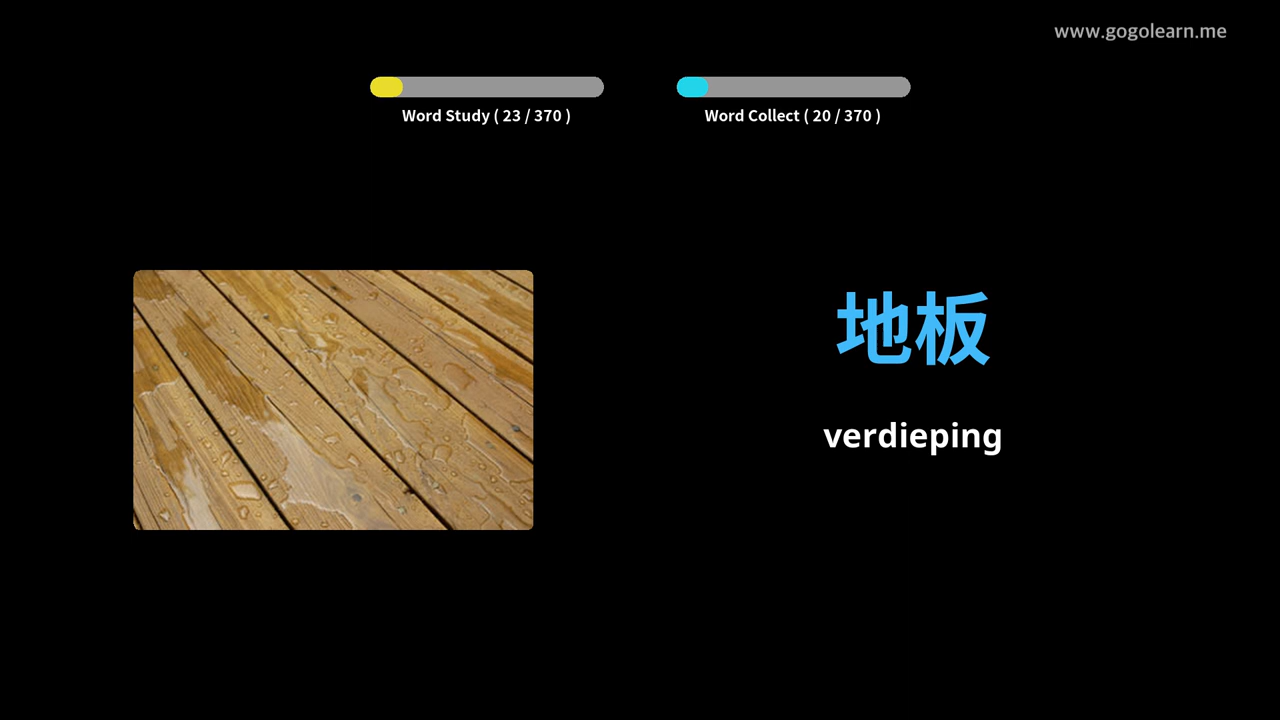 www.gogolearn.me
Word Study ( 23 / 370 )
Word Collect ( 20 / 370 )
地板
verdieping